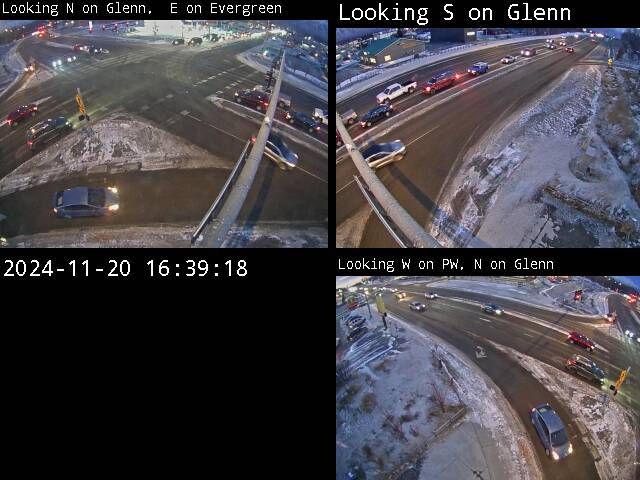 Looking N on Glenn,  E on Evergreen
Looking S on Glenn
2024-11-20 16:39:18
Looking W on PW, N on Glenn